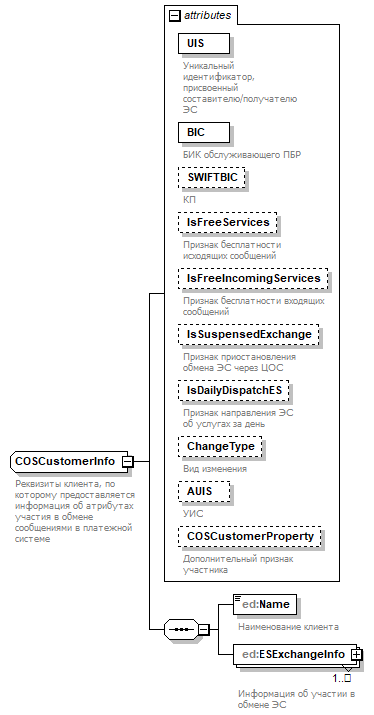 attributes
UIS
Уникальный
идентификатор,
присвоенный
составителю/получателю
ЭС
BIC
БИК обслуживающего ПБР
SWIFTBIC
КП
IsFreeServices
Признак бесплатности
исходящих сообщений
IsFreeIncomingServices
Признак бесплатности входящих
сообщений
IsSuspensedExchange
Признак приостановления
обмена ЭС через ЦОС
IsDailyDispatchES
Признак направления ЭС
об услугах за день
ChangeType
Вид изменения
AUIS
УИС
COSCustomerProperty
Дополнительный признак
участника
COSCustomerInfo
Реквизиты клиента, по
которому предоставляется
информация об атрибутах
участия в обмене
сообщениями в платежной
системе
ed:Name
Наименование клиента
ed:ESExchangeInfo
1..□
Информация об участии в
обмене ЭС